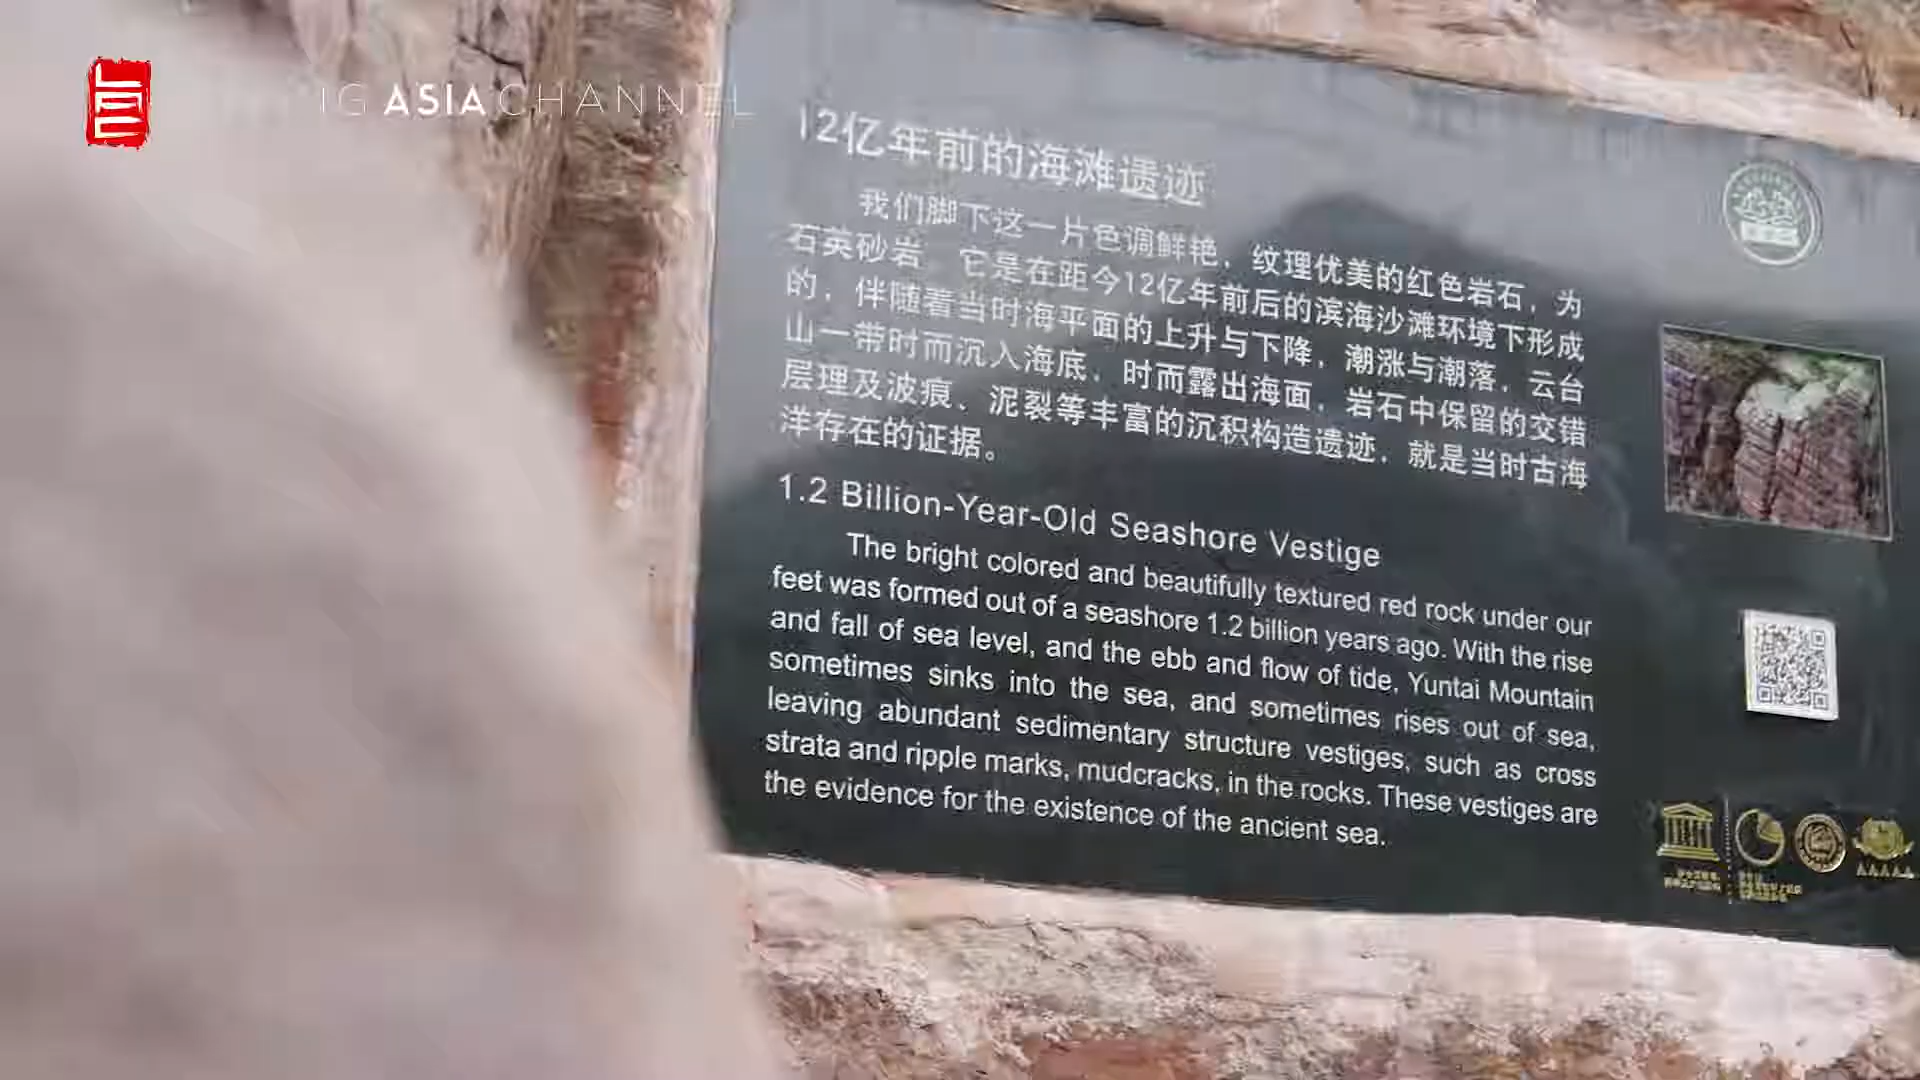 ASIA CHANNEL
12亿年前的海滩遗迹
我们脚下这一片色调鲜艳，纹理优美的红色岩石，为
石英砂岩 它是在距今12亿年前后的滨海沙滩环境下形成
的，伴随着当时海平面的上升与下降，潮涨与潮落，云台
山一带时而沉入海底，时而露出海面，岩石中保留的交错
层理及波痕、泥裂等丰富的沉积构造遗迹，就是当时古海
洋存在的证据。
1.2 Billion-Year-Old Seashore Vestige
The bright colored and beautifully textured red rock under our
feet was formed out of a seashore 1.2 billion years ago. With the rise
and fall of sea level, and the ebb and flow of tide, Yuntai Mountain
sometimes sinks into the sea, and sometimes rises out of sea,
leaving abundant sedimentary structure vestiges, such as cross
strata and ripple marks, mudcracks, in the rocks. These vestiges are
the evidence for the existence of the ancient sea.
AAAAA